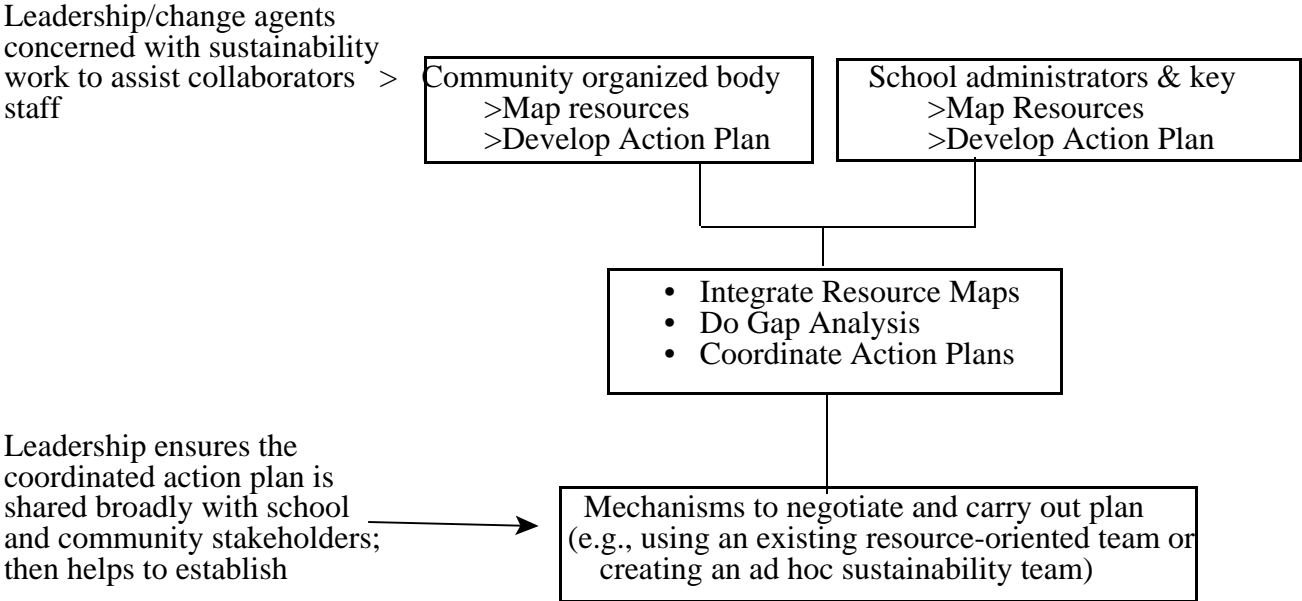 Leadership/change agents
concerned with sustainability
work to assist collaborators >
staff
Community organized body
>Map resources
>Develop Action Plan
School administrators & key
>Map Resources
>Develop Action Plan
• Integrate Resource Maps
• Do Gap Analysis
• Coordinate Action Plans
Leadership ensures the
coordinated action plan is
shared broadly with school
and community stakeholders;
then helps to establish
Mechanisms to negotiate and carry out plan
(e.g., using an existing resource-oriented team or
creating an ad hoc sustainability team)